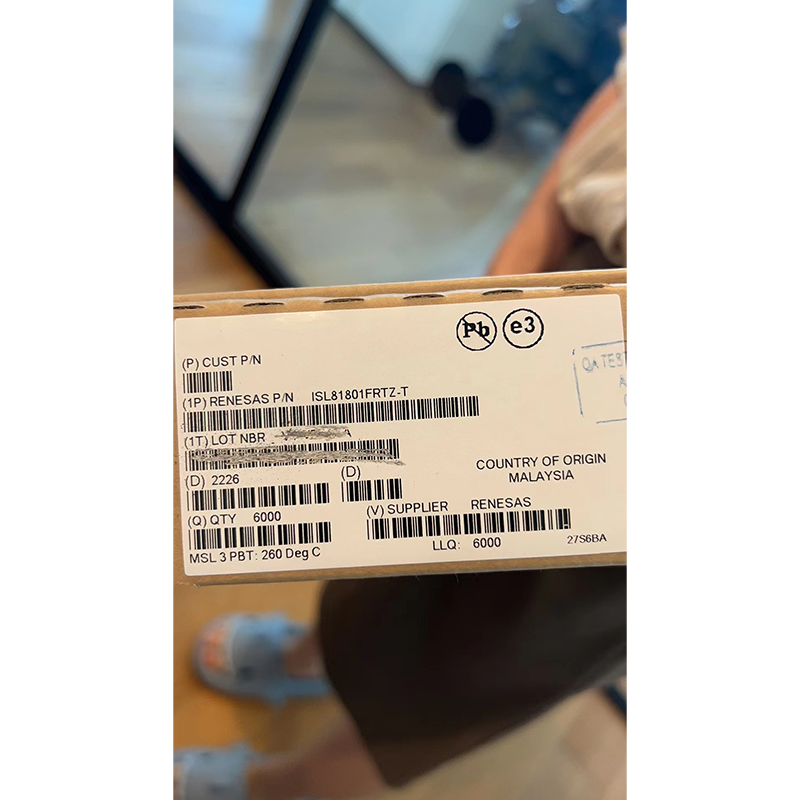 Pb e3
(P) CUST P/N
(1P) RENESAS P/N ISL81801FRTZ-T
(1T) LOT NBR
(D) 2226 (D)
COUNTRY OF ORIGIN
MALAYSIA
(Q) QTY 6000
(V) SUPPLIER RENESAS
MSL 3 PBT: 260 Deg C
LLQ: 6000
27S6BA